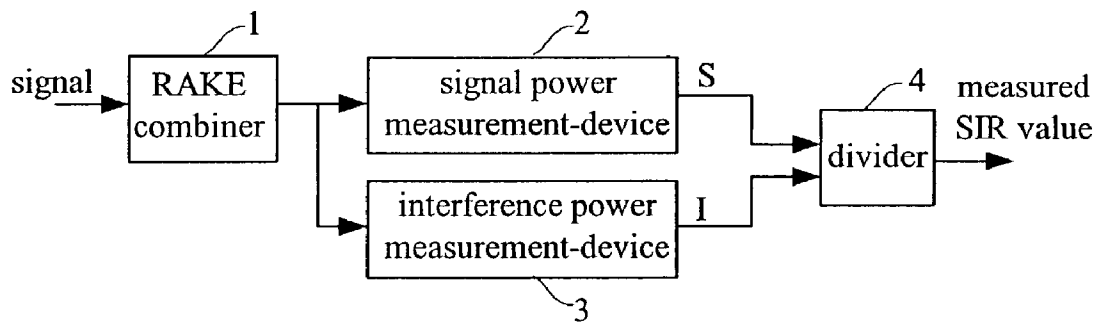 1
signal
RAKE
combiner
2
signal power
measurement-device
S
interference power
measurement-device
I
3
4
divider
measured
SIR value